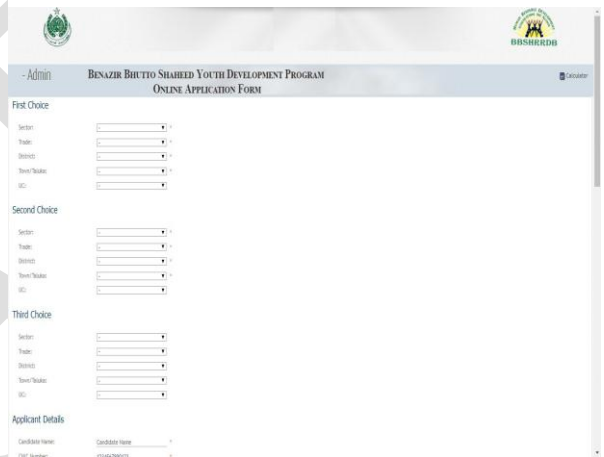 BBSHRRDB
- Admin
BENAZIR BHUTTO SHAHEED YOUTH DEVELOPMENT PROGRAM
ONLINE APPLICATION FORM
Calculator
First Choice
Sector: - *
Trade: - *
District: - *
Town/Taluka: - *
UC: -
Second Choice
Sector: - *
Trade: - *
District: - *
Town/Taluka: - *
UC: -
Third Choice
Sector: -
Trade: -
District: -
Town/Taluka: -
UC: -
Applicant Details
Candidate Name: Candidate Name *
CNIC Number: